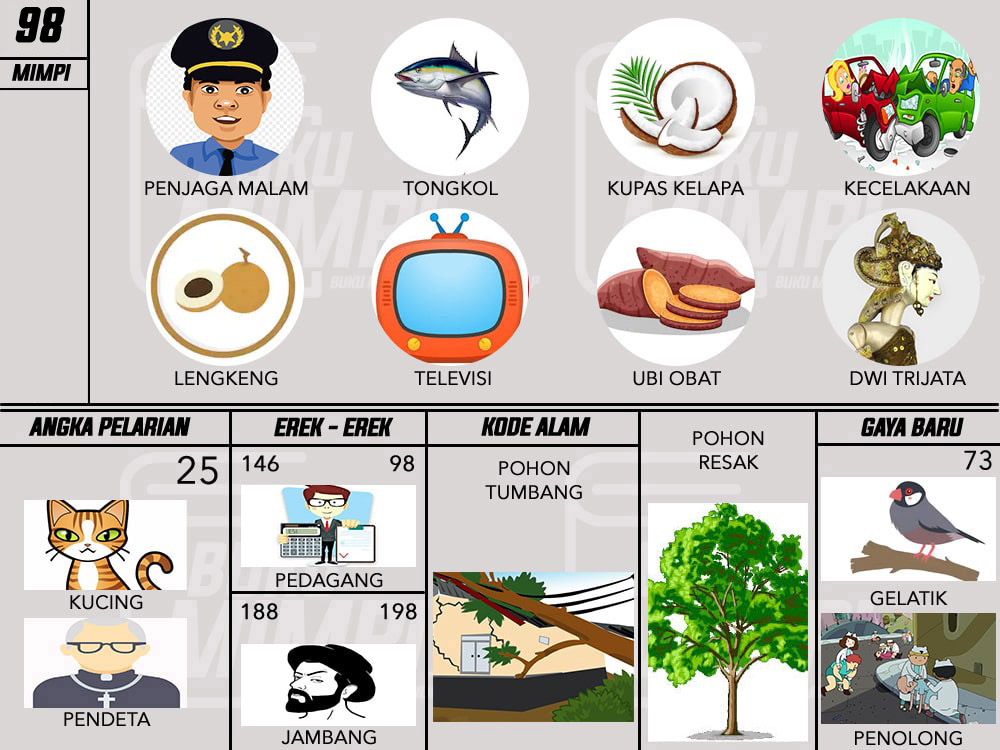 98
MIMPI
PENJAGA MALAM
TONGKOL
KUPAS KELAPA
KECELAKAAN
LENGKENG
TELEVISI
UBI OBAT
DWI TRIJATA
ANGKA PELARIAN
25
KUCING
PENDETA
EREK - EREK
146 98
PEDAGANG
188 198
JAMBANG
KODE ALAM
POHON
TUMBANG
POHON
RESAK
GAYA BARU
73
GELATIK
PENOLONG